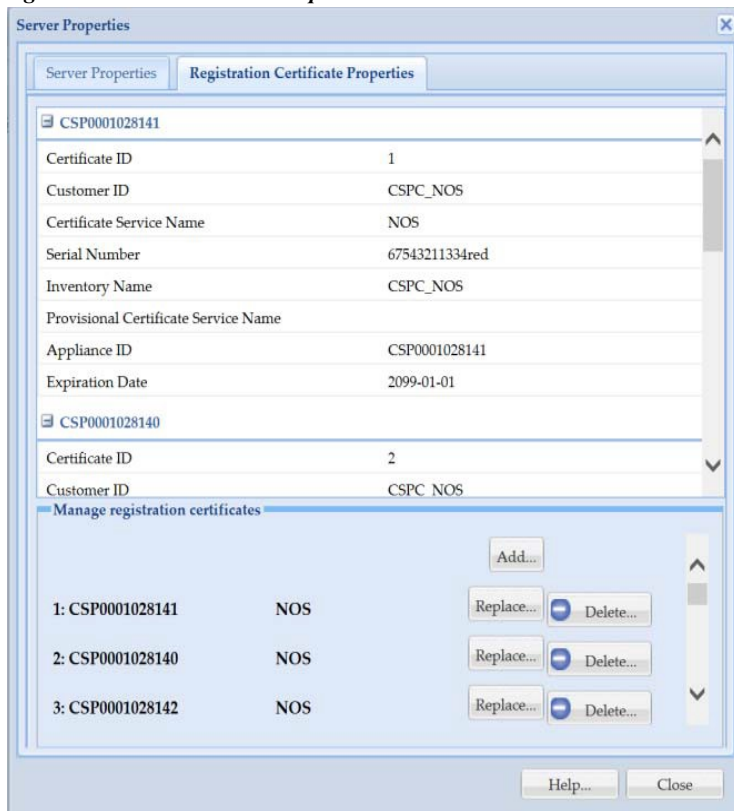 Server Properties
Server Properties Registration Certificate Properties
CSP0001028141
Certificate ID 1
Customer ID CSPC_NOS
Certificate Service Name NOS
Serial Number 67543211334red
Inventory Name CSPC_NOS
Provisional Certificate Service Name
Appliance ID CSP0001028141
Expiration Date 2099-01-01
CSP0001028140
Certificate ID 2
Customer ID CSPC_NOS
Manage registration certificates
Add...
1: CSP0001028141 NOS Replace... Delete...
2: CSP0001028140 NOS Replace... Delete...
3: CSP0001028142 NOS Replace... Delete...
Help... Close